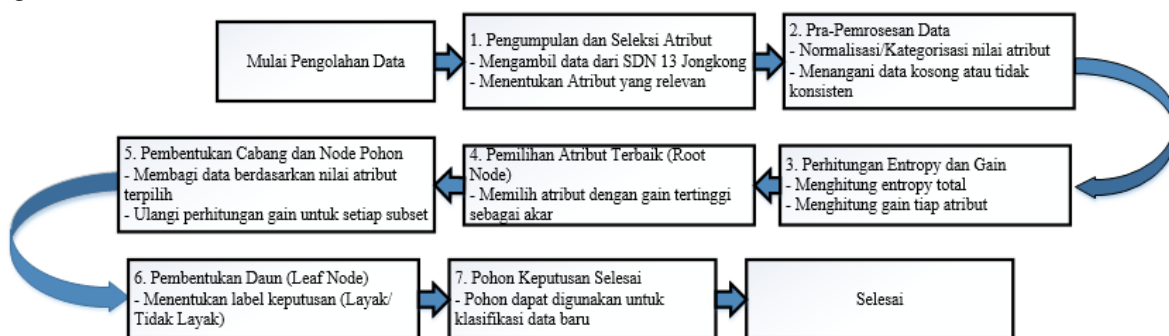 Mulai Pengolahan Data
1. Pengumpulan dan Seleksi Atribut
- Mengambil data dari SDN 13 Jongkong
- Menentukan Atribut yang relevan
2. Pra-Pemrosesan Data
- Normalisasi/Kategorisasi nilai atribut
- Menangani data kosong atau tidak
konsisten
3. Perhitungan Entropy dan Gain
- Menghitung entropy total
- Menghitung gain tiap atribut
4. Pemilihan Atribut Terbaik (Root
Node)
- Memilih atribut dengan gain tertinggi
sebagai akar
5. Pembentukan Cabang dan Node Pohon
- Membagi data berdasarkan nilai atribut
terpilih
- Ulangi perhitungan gain untuk setiap subset
6. Pembentukan Daun (Leaf Node)
- Menentukan label keputusan (Layak/
Tidak Layak)
7. Pohon Keputusan Selesai
- Pohon dapat digunakan untuk
klasifikasi data baru
Selesai